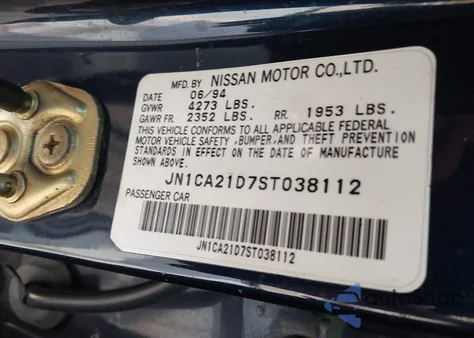 MFD. BY NISSAN MOTOR CO.,LTD.
DATE 06/94
GVWR 4273 LBS.
GAWR FR. 2352 LBS. RR. 1953 LBS.
THIS VEHICLE CONFORMS TO ALL APPLICABLE FEDERAL
MOTOR VEHICLE SAFETY ,BUMPER,AND THEFT PREVENTION
STANDARDS IN EFFECT ON THE DATE OF MANUFACTURE
SHOWN ABOVE.
JN1CA21D7ST038112
PASSENGER CAR
JN1CA21D7ST038112